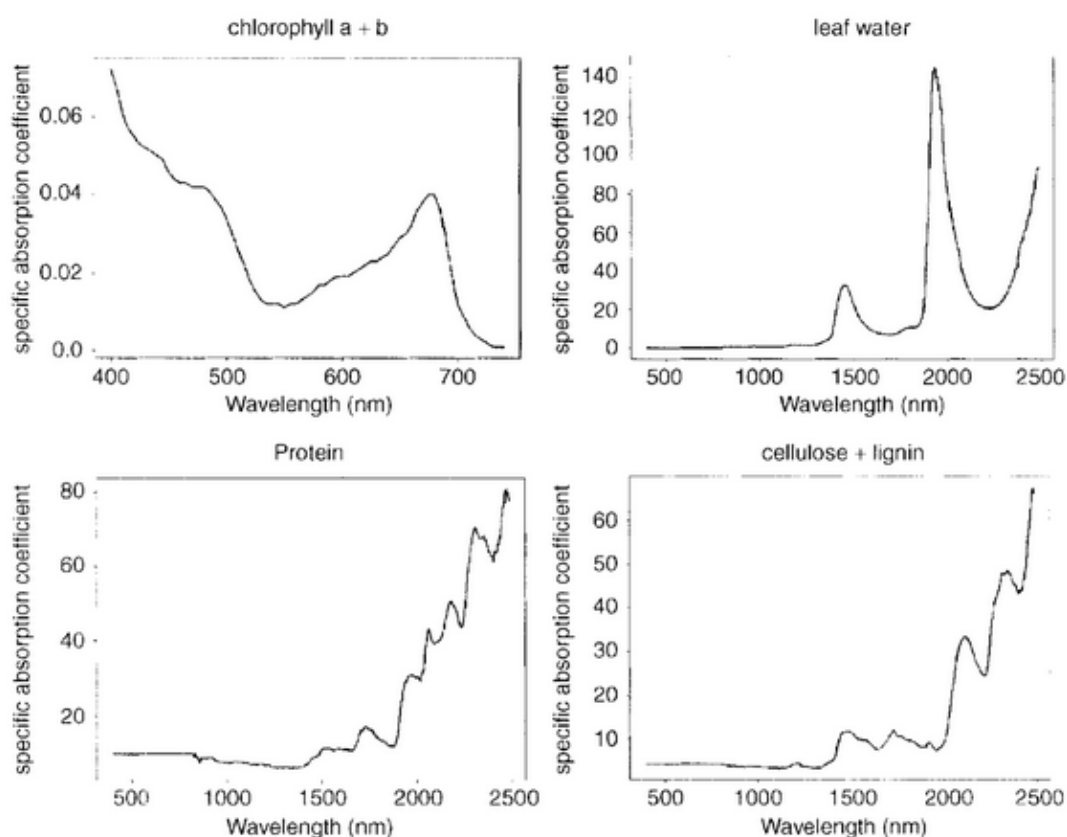 chlorophyll a + b
specific absorption coefficient
0.06
0.04
0.02
0.0
400 500 600 700
Wavelength (nm)
leaf water
specific absorption coefficient
140
120
100
80
60
40
20
0
500 1000 1500 2000 2500
Wavelength (nm)
Protein
specific absorption coefficient
80
60
40
20
500 1000 1500 2000 2500
Wavelength (nm)
cellulose + lignin
specific absorption coefficient
60
50
40
30
20
10
500 1000 1500 2000 2500
Wavelength (nm)